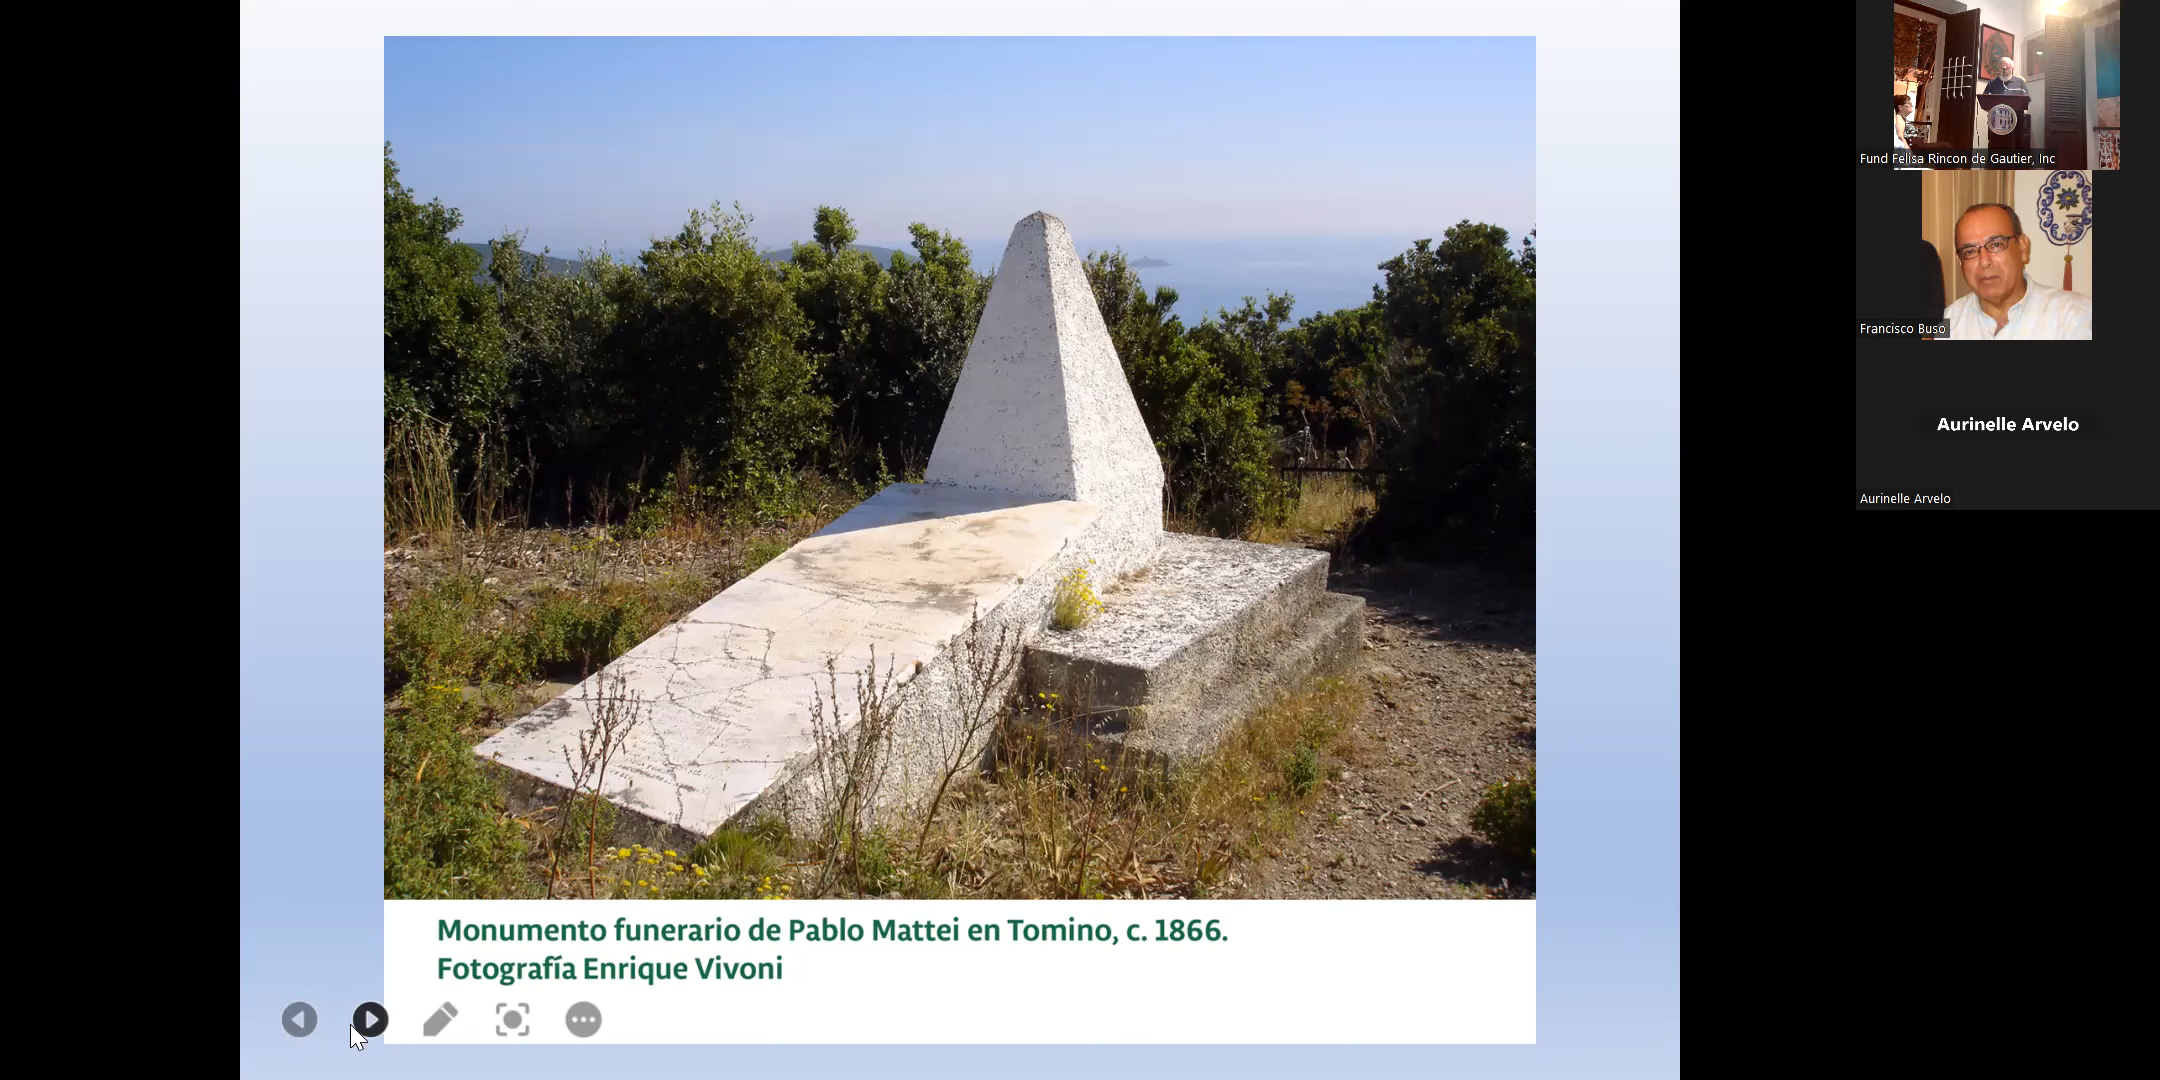 Monumento funerario de Pablo Mattei en Tomino, c. 1866.
Fotografía Enrique Vivoni
Fund Felisa Rincon de Gautier, Inc
Francisco Buso
Aurinelle Arvelo
Aurinelle Arvelo